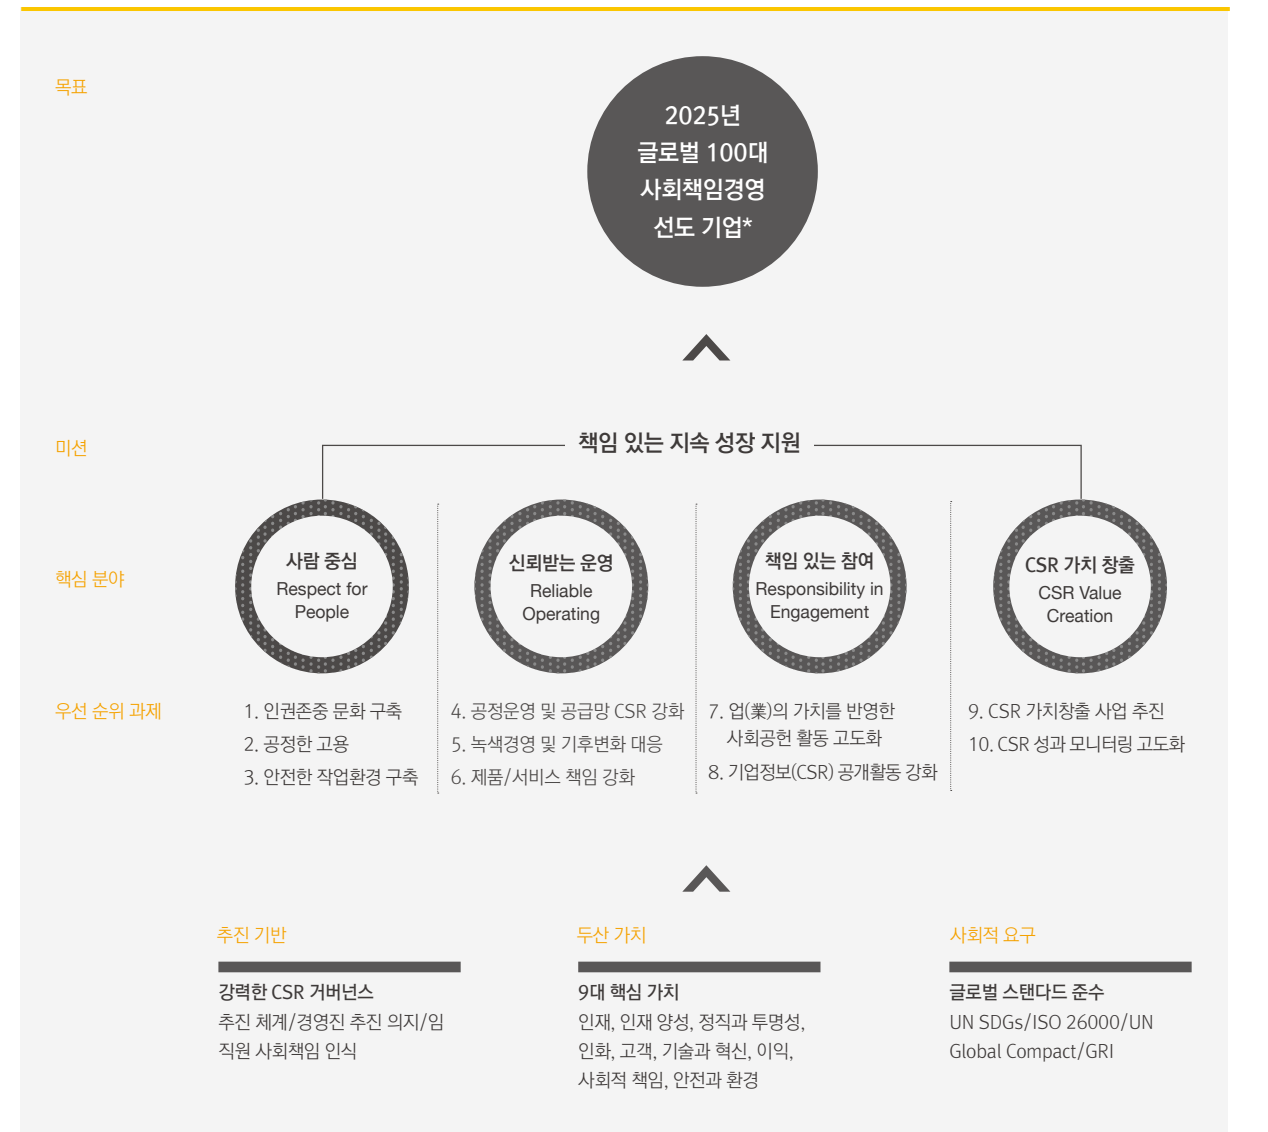 목표
2025년
글로벌 100대
사회책임경영
선도 기업*
미션
책임 있는 지속 성장 지원
핵심 분야
사람 중심
Respect for
People
신뢰받는 운영
Reliable
Operating
책임 있는 참여
Responsibility in
Engagement
CSR 가치 창출
CSR Value
Creation
우선 순위 과제
1. 인권존중 문화 구축
2. 공정한 고용
3. 안전한 작업환경 구축
4. 공정운영 및 공급망 CSR 강화
5. 녹색경영 및 기후변화 대응
6. 제품/서비스 책임 강화
7. 업(業)의 가치를 반영한
사회공헌 활동 고도화
8. 기업정보(CSR) 공개활동 강화
9. CSR 가치창출 사업 추진
10. CSR 성과 모니터링 고도화
추진 기반
강력한 CSR 거버넌스
추진 체계/경영진 추진 의지/임
직원 사회책임 인식
두산 가치
9대 핵심 가치
인재, 인재 양성, 정직과 투명성,
인화, 고객, 기술과 혁신, 이익,
사회적 책임, 안전과 환경
사회적 요구
글로벌 스탠다드 준수
UN SDGs/ISO 26000/UN
Global Compact/GRI